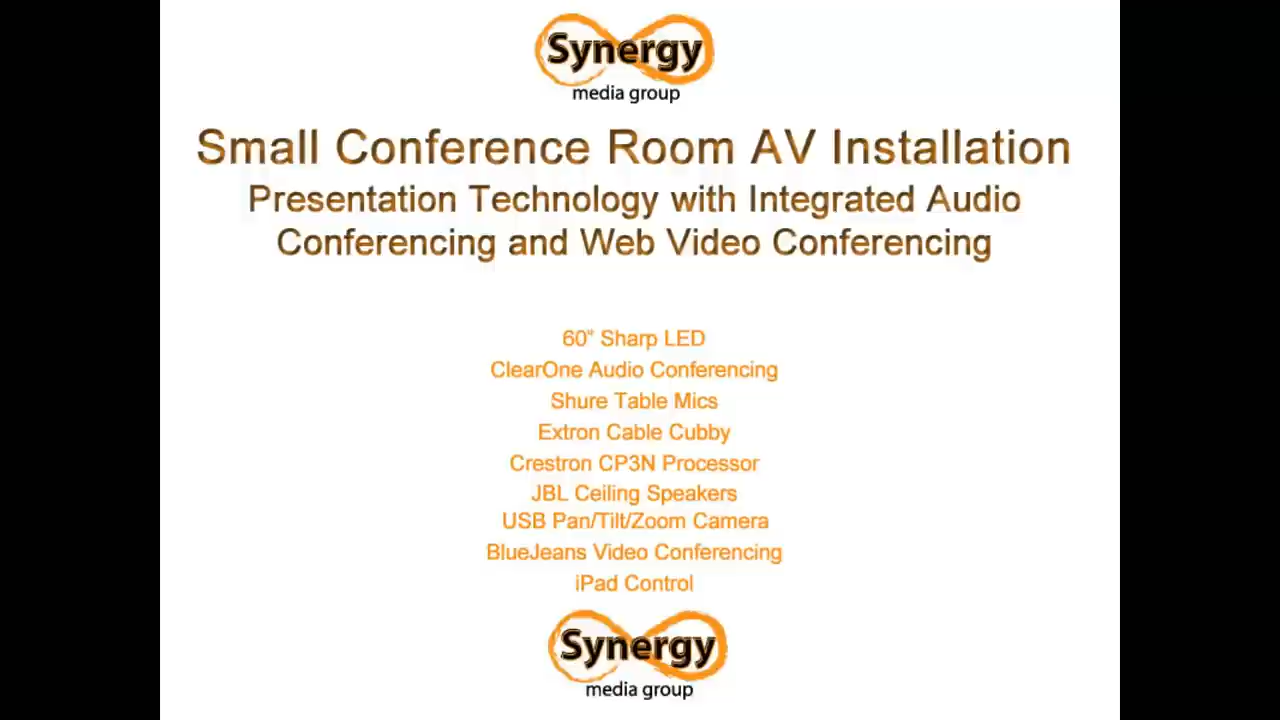 Synergy
media group
Small Conference Room AV Installation
Presentation Technology with Integrated Audio
Conferencing and Web Video Conferencing
60" Sharp LED
ClearOne Audio Conferencing
Shure Table Mics
Extron Cable Cubby
Crestron CP3N Processor
JBL Ceiling Speakers
USB Pan/Tilt/Zoom Camera
BlueJeans Video Conferencing
iPad Control
Synergy
media group